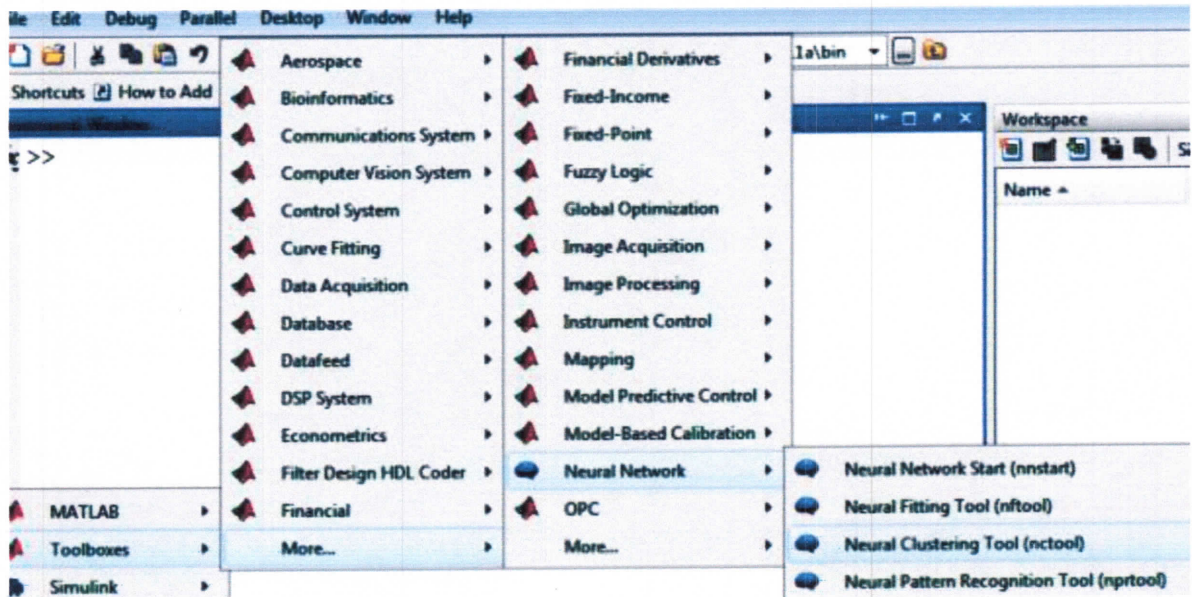 ile Edit Debug Parallel Desktop Window Help
1a\bin
Shortcuts How to Add
>>
Aerospace
Bioinformatics
Communications System
Computer Vision System
Control System
Curve Fitting
Data Acquisition
Database
Datafeed
DSP System
Econometrics
Filter Design HDL Coder
Financial
More...
Financial Derivatives
Fixed-Income
Fixed-Point
Fuzzy Logic
Global Optimization
Image Acquisition
Image Processing
Instrument Control
Mapping
Model Predictive Control
Model-Based Calibration
Neural Network
OPC
More...
Workspace
Name
MATLAB
Toolboxes
Simulink
Neural Network Start (nnstart)
Neural Fitting Tool (nftool)
Neural Clustering Tool (nctool)
Neural Pattern Recognition Tool (nprtool)